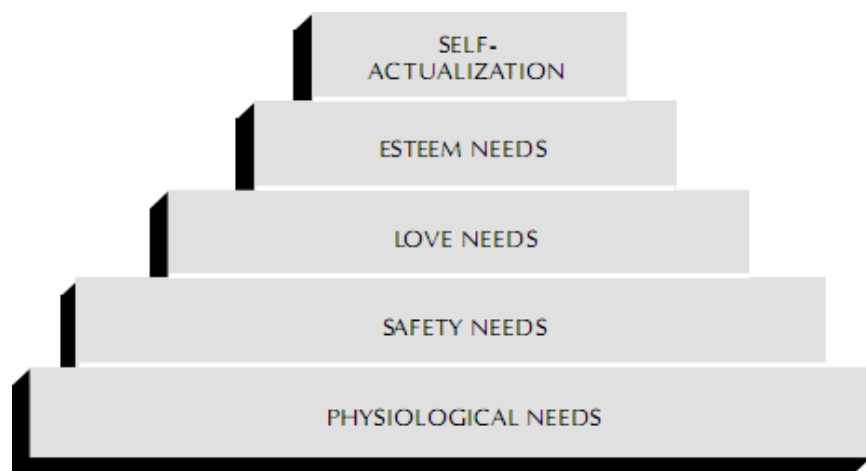 SELF-
ACTUALIZATION
ESTEEM NEEDS
LOVE NEEDS
SAFETY NEEDS
PHYSIOLOGICAL NEEDS